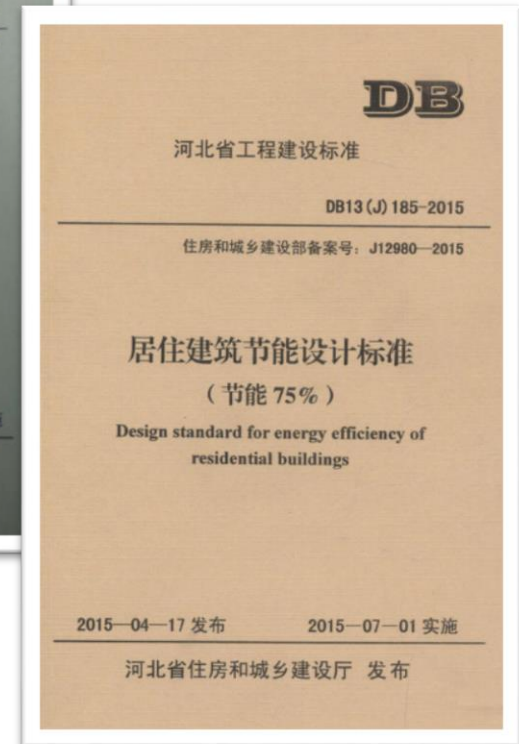 DB
河北省工程建设标准
DB13(J)185-2015
住房和城乡建设部备案号：J12980—2015
居住建筑节能设计标准
（节能 75%）
Design standard for energy efficiency of
residential buildings
2015—04—17 发布 2015—07—01 实施
河北省住房和城乡建设厅 发布